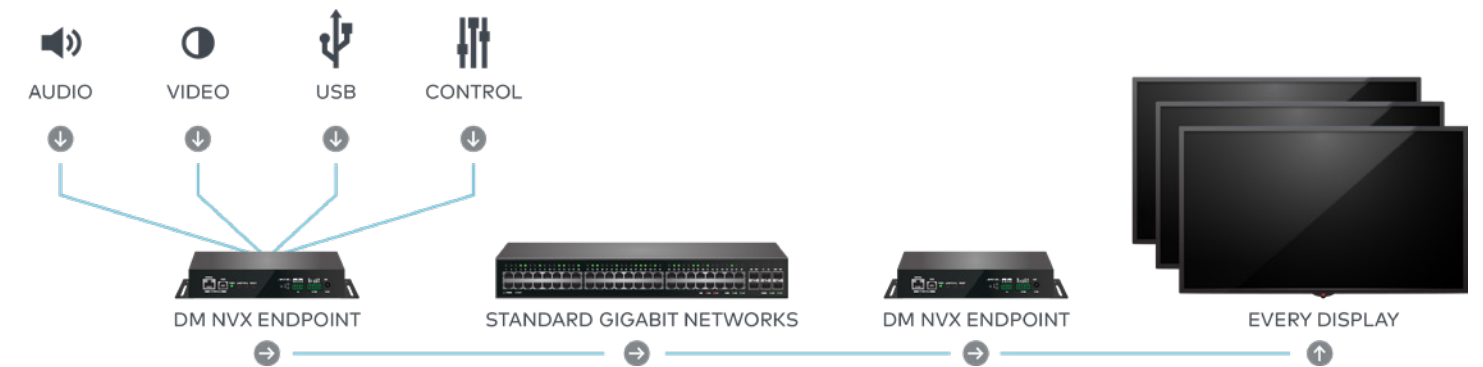 AUDIO
VIDEO
USB
CONTROL
DM NVX ENDPOINT
STANDARD GIGABIT NETWORKS
DM NVX ENDPOINT
EVERY DISPLAY